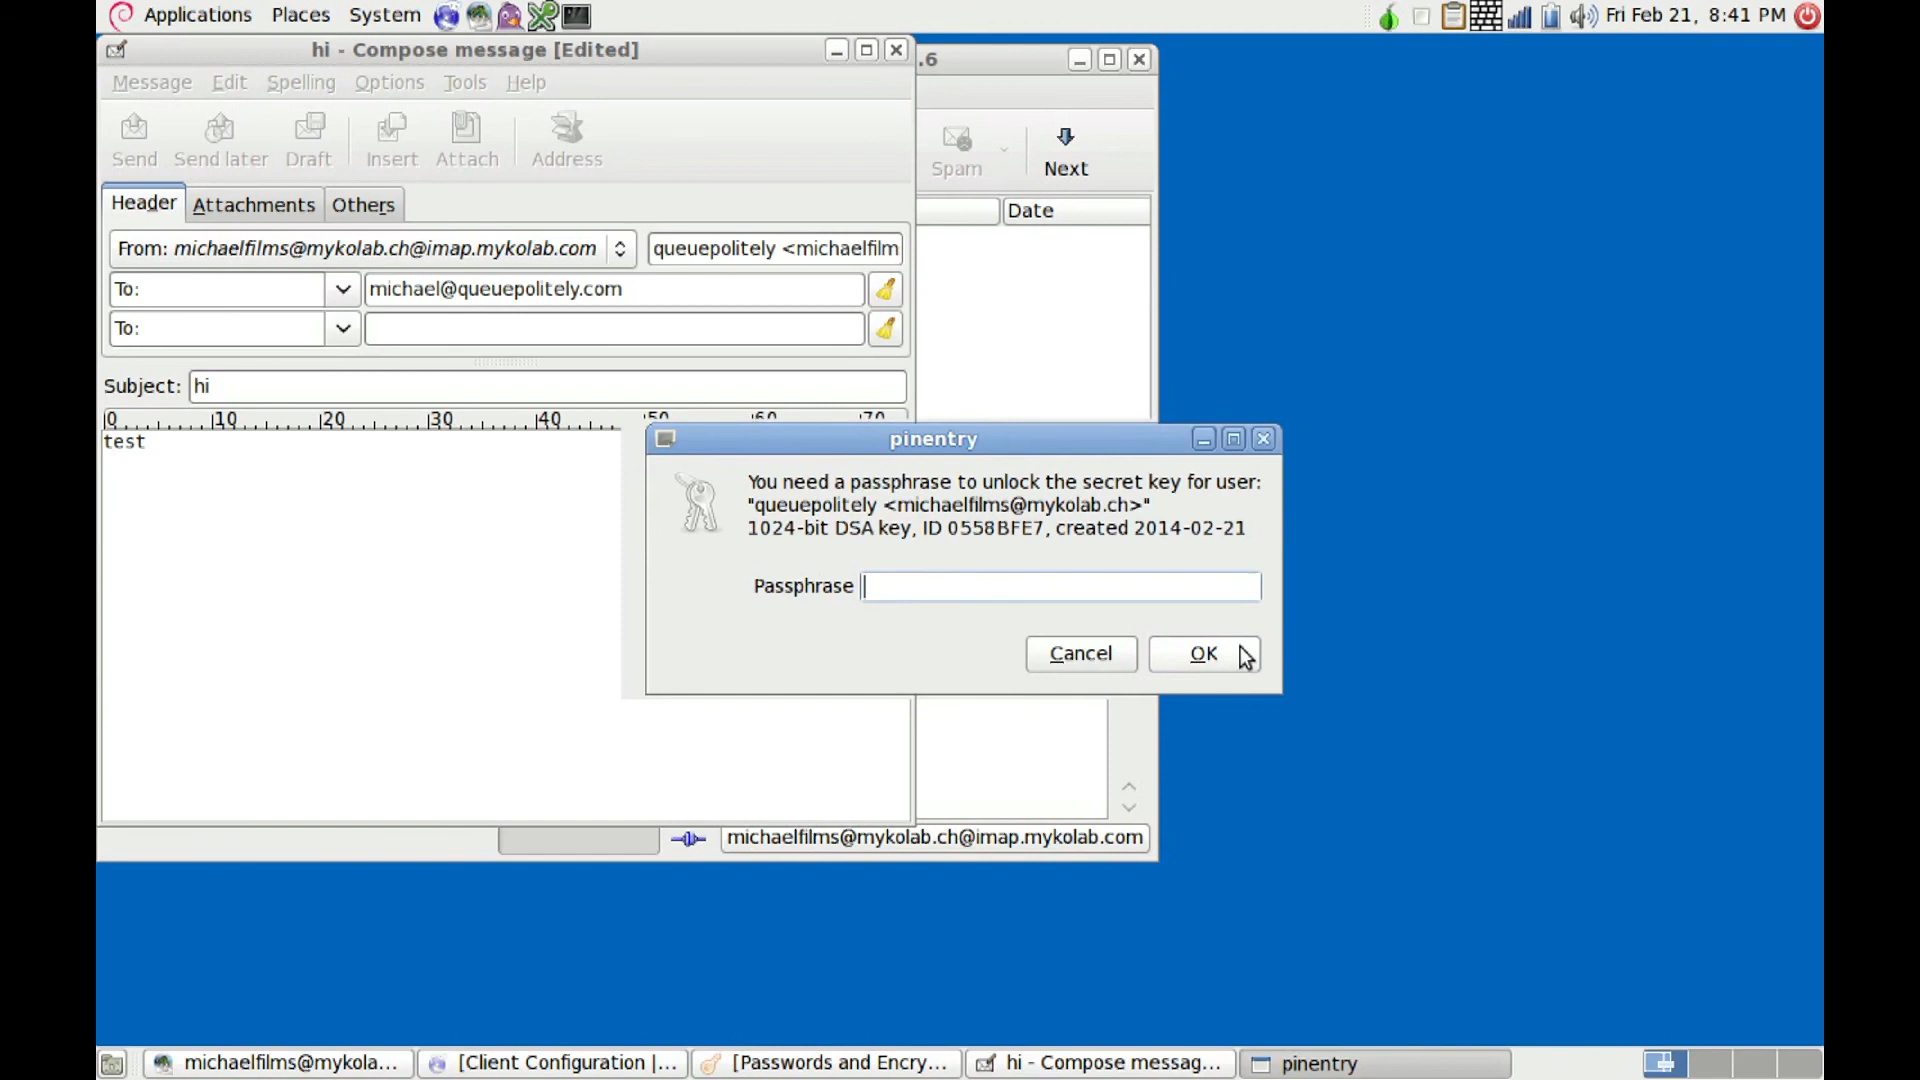 Applications Places System
Fri Feb 21, 8:41 PM
hi - Compose message [Edited]
.6
Message Edit Spelling Options Tools Help
Send Send later Draft Insert Attach Address
Spam Next
Header Attachments Others
Date
From: michaelfilms@mykolab.ch@imap.mykolab.com queuepolitely <michaelfilm
To: michael@queuepolitely.com
To:
Subject: hi
0 10 20 30 40 50 60 70
test
pinentry
You need a passphrase to unlock the secret key for user:
"queuepolitely <michaelfilms@mykolab.ch>"
1024-bit DSA key, ID 0558BFE7, created 2014-02-21
Passphrase
Cancel OK
michaelfilms@mykolab.ch@imap.mykolab.com
michaelfilms@mykola... [Client Configuration |... [Passwords and Encry... hi - Compose messag... pinentry